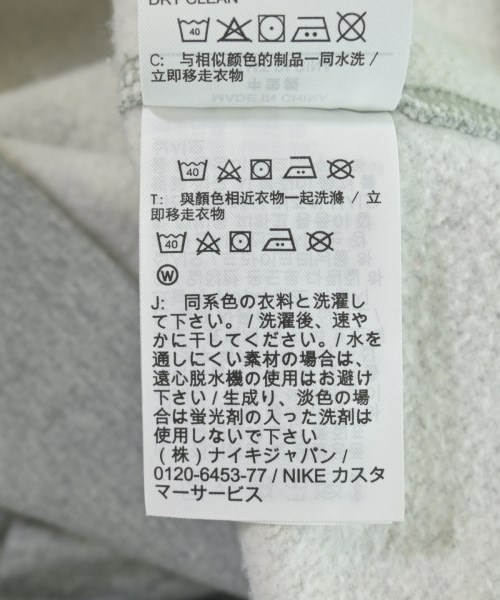 DRY CLEAN
40
C: 与相似颜色的制品一同水洗 /
立即移走衣物
MADE IN CHINA
40
T: 與顏色相近衣物一起洗滌 / 立
即移走衣物
40
W
J: 同系色の衣料と洗濯し
て下さい。/ 洗濯後、速や
かに干してください。/ 水を
通しにくい素材の場合は、
遠心脱水機の使用はお避け
下さい / 生成り、淡色の場
合は蛍光剤の入った洗剤は
使用しないで下さい
(株)ナイキジャパン /
0120-6453-77 / NIKE カスタ
マーサービス